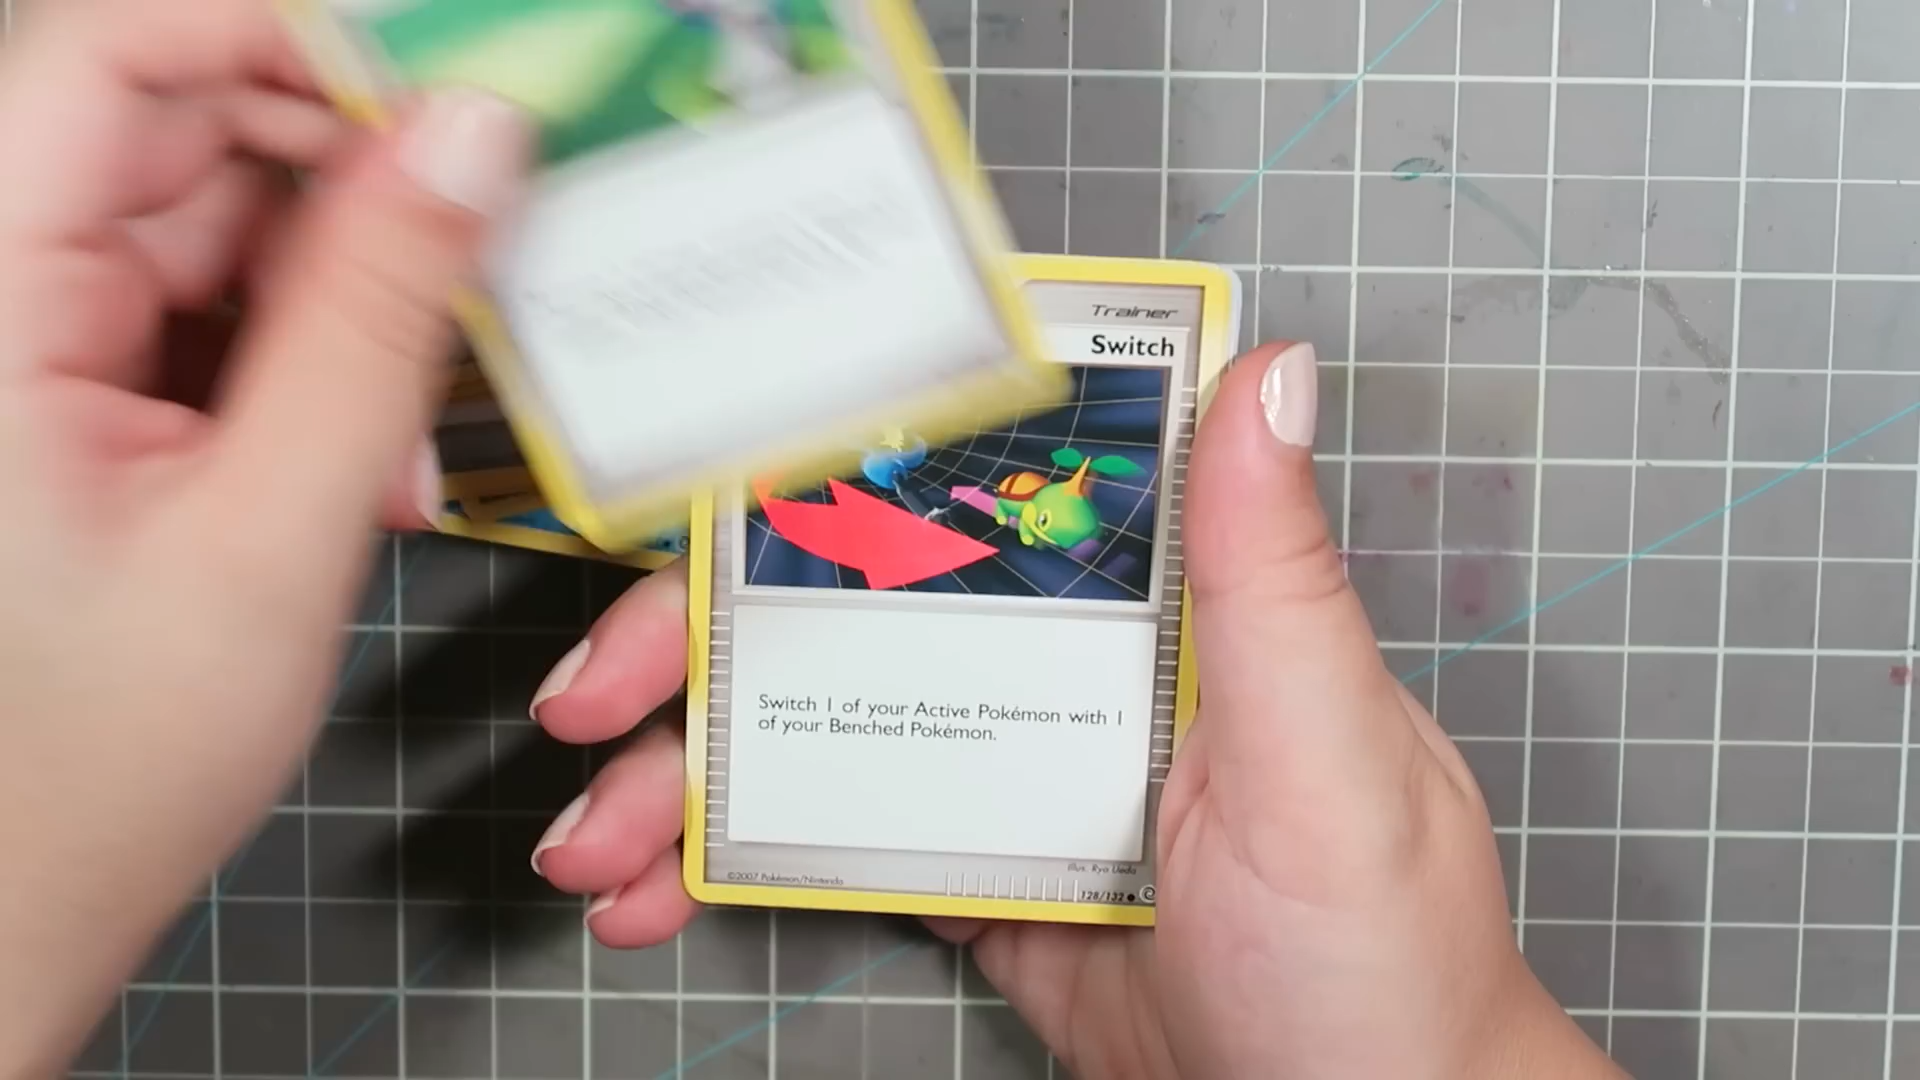 Trainer
Switch
Switch 1 of your Active Pokémon with 1
of your Benched Pokémon.
Illus. Ryo Ueda
©2007 Pokémon/Nintendo
128/132